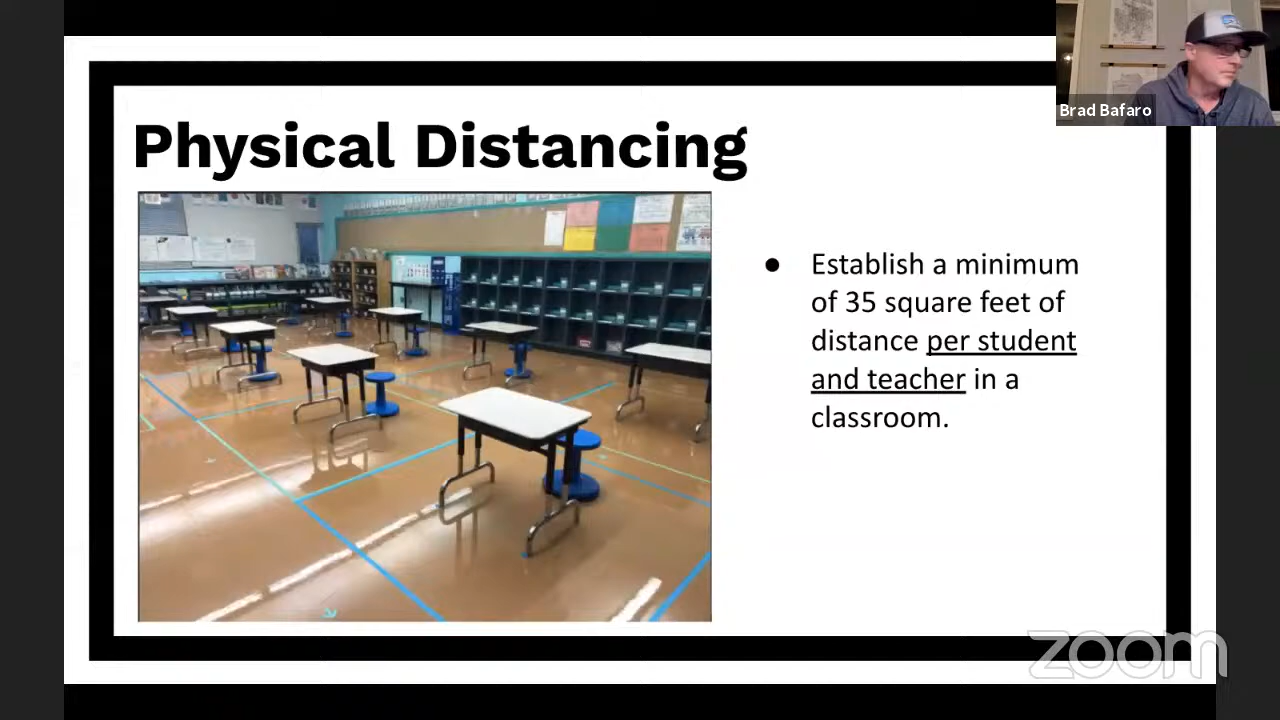 Brad Bafaro
Physical Distancing
● Establish a minimum
of 35 square feet of
distance per student
and teacher in a
classroom.
zoom